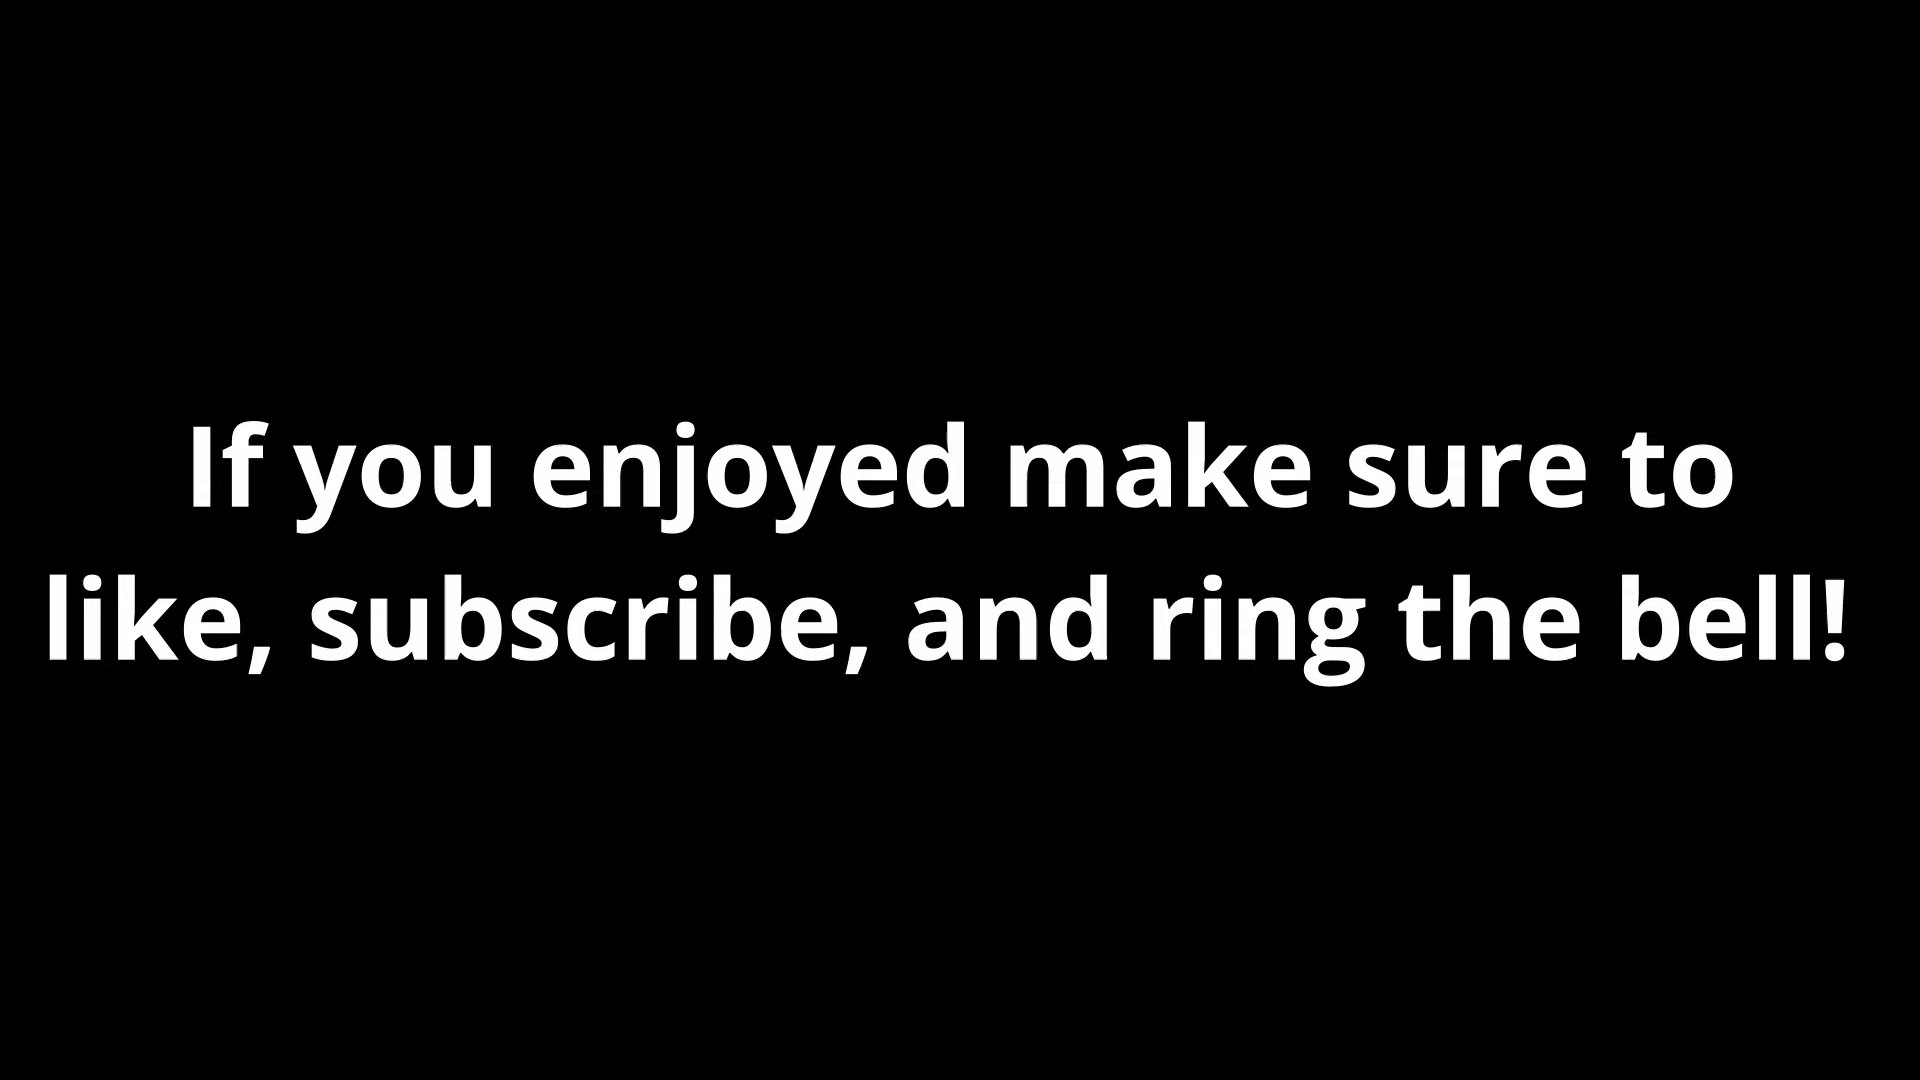 If you enjoyed make sure to
like, subscribe, and ring the bell!